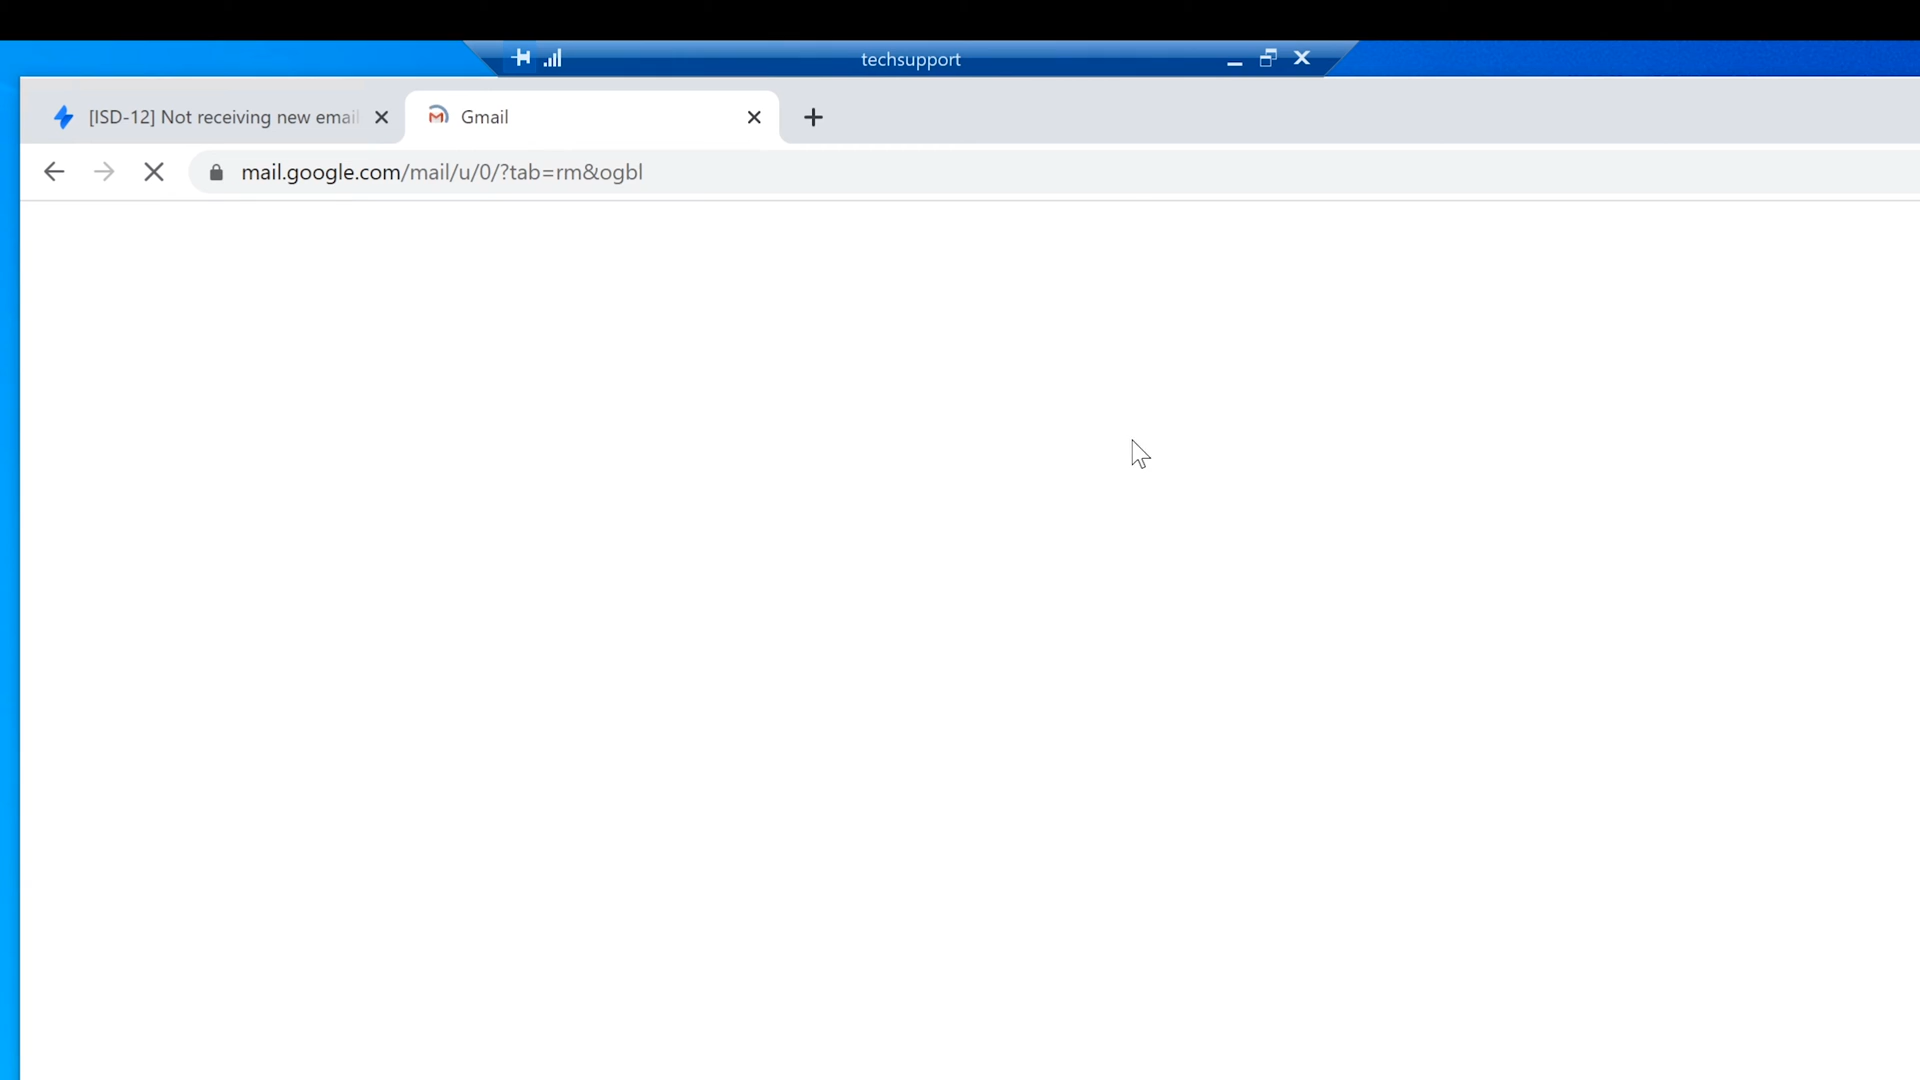 techsupport
[ISD-12] Not receiving new email
Gmail
mail.google.com/mail/u/0/?tab=rm&ogbl